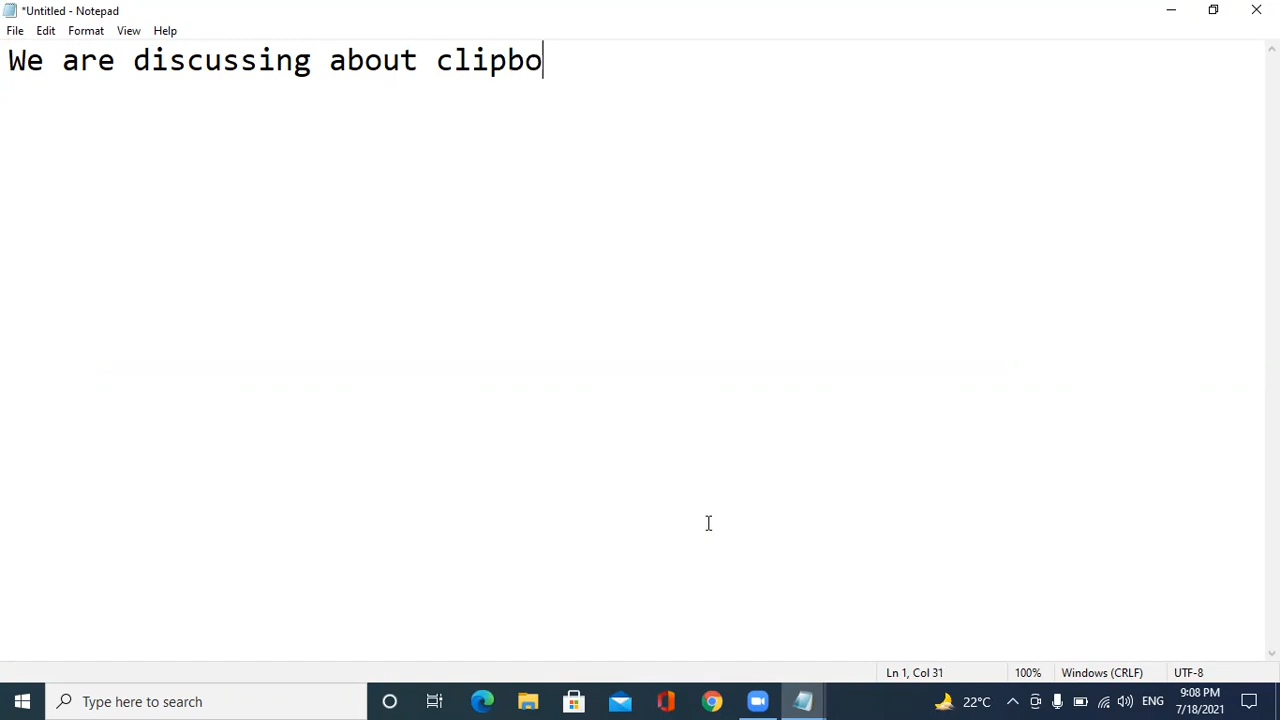 *Untitled - Notepad
File Edit Format View Help
We are discussing about clipbo
Ln 1, Col 31 100% Windows (CRLF) UTF-8
Type here to search 22°C ENG 9:08 PM
7/18/2021